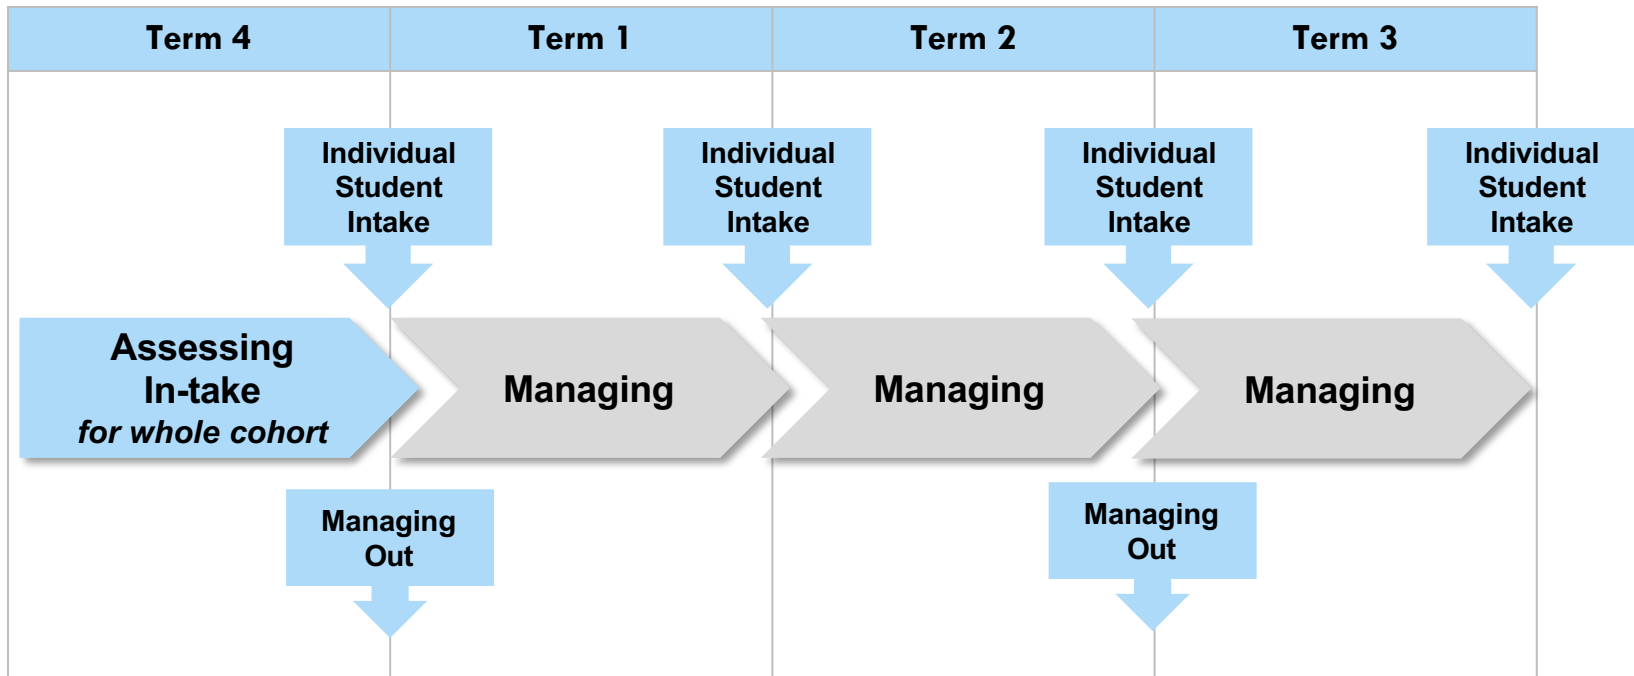 Term 4
Term 1
Term 2
Term 3
Individual
Student
Intake
Individual
Student
Intake
Individual
Student
Intake
Individual
Student
Intake
Assessing
In-take
for whole cohort
Managing
Managing
Managing
Managing
Out
Managing
Out